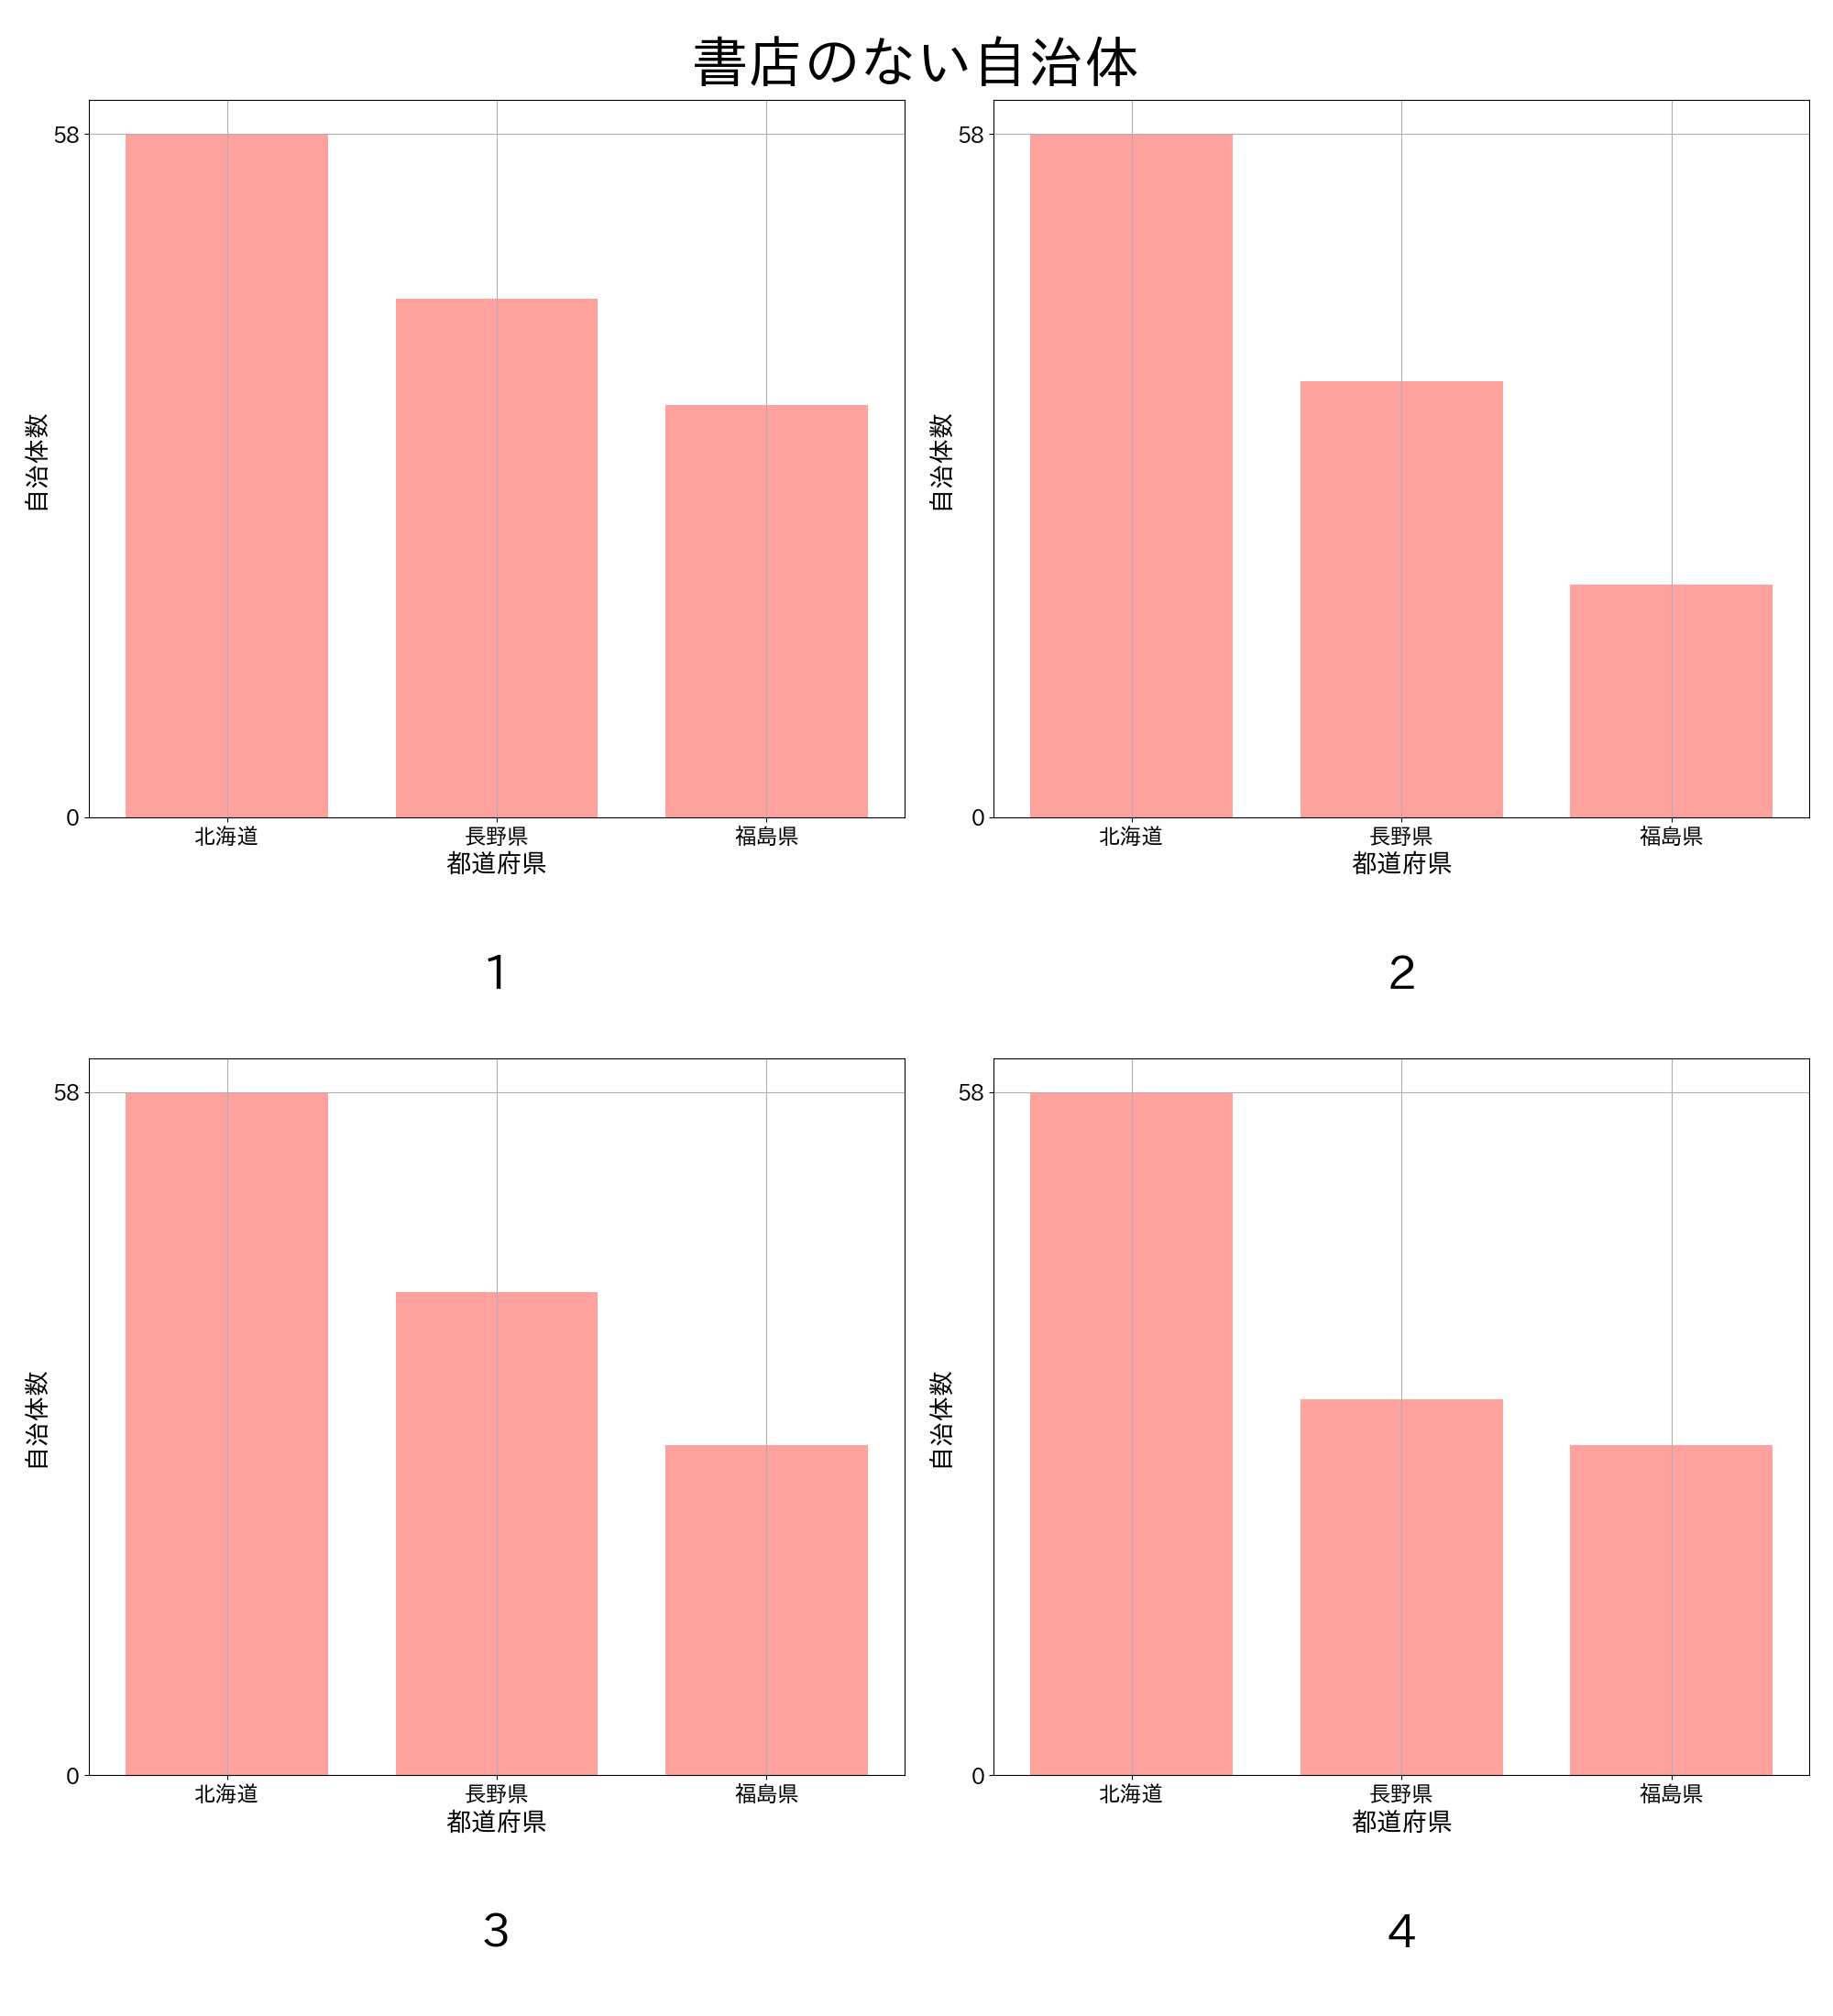 書店のない自治体
58
0
自治体数
北海道 長野県 福島県
都道府県
1
58
0
自治体数
北海道 長野県 福島県
都道府県
2
58
0
自治体数
北海道 長野県 福島県
都道府県
3
58
0
自治体数
北海道 長野県 福島県
都道府県
4